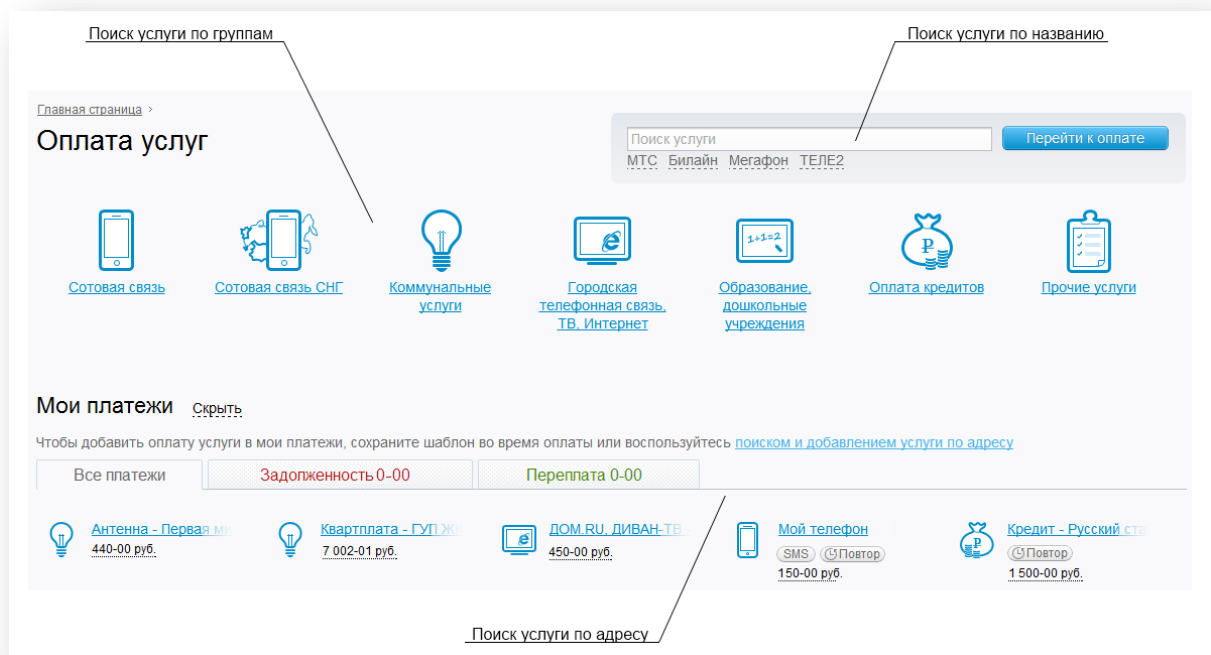 Поиск услуги по группам
Поиск услуги по названию
Главная страница ›
Оплата услуг
Поиск услуги
Перейти к оплате
МТС Билайн Мегафон ТЕЛЕ2
1+1=2
Сотовая связь
Сотовая связь СНГ
Коммунальные
услуги
Городская
телефонная связь,
ТВ, Интернет
Образование,
дошкольные
учреждения
Оплата кредитов
Прочие услуги
Мои платежи Скрыть
Чтобы добавить оплату услуги в мои платежи, сохраните шаблон во время оплаты или воспользуйтесь поиском и добавлением услуги по адресу
Все платежи
Задолженность 0-00
Переплата 0-00
Антенна - Первая
440-00 руб.
Квартплата - ГУП
7 002-01 руб.
ДОМ.RU, ДИВАН-ТВ -
450-00 руб.
Мой телефон
SMS Повтор
150-00 руб.
Кредит - Русский
Повтор
1 500-00 руб.
Поиск услуги по адресу